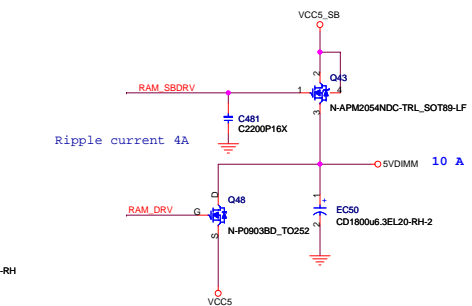 VCC5_SB
2
Q43
RAM_SBDRV
1
4
N-APM2054NDC-TRL_SOT89-LF
3
C481
C2200P16X
Ripple current 4A
5VDIMM
10 A
D
Q48
RAM_DRV
G
N-P0903BD_TO252
S
1
+
EC50
CD1800u6.3EL20-RH-2
2
-RH
VCC5